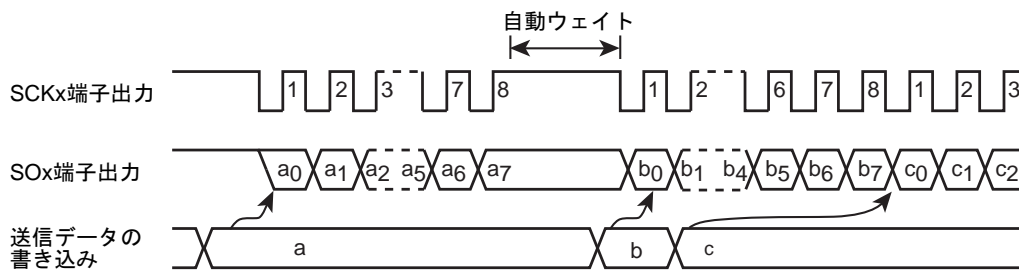 自動ウェイト
SCKx端子出力 1 2 3 7 8 1 2 6 7 8 1 2 3
SOx端子出力 a0 a1 a2 a5 a6 a7 b0 b1 b4 b5 b6 b7 c0 c1 c2
送信データの
書き込み a b c